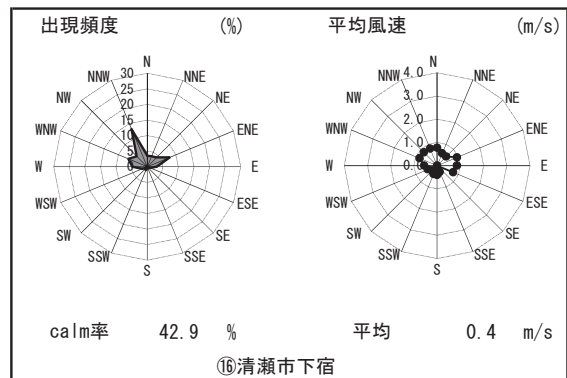 出現頻度 (%)
N
NNE
NE
ENE
E
ESE
SE
SSE
S
SSW
SW
WSW
W
WNW
NW
NNW
30
25
20
15
10
5
0
calm率 42.9 %
平均風速 (m/s)
N
NNE
NE
ENE
E
ESE
SE
SSE
S
SSW
SW
WSW
W
WNW
NW
NNW
4.0
3.0
2.0
1.0
0.0
平均 0.4 m/s
⑯清瀬市下宿